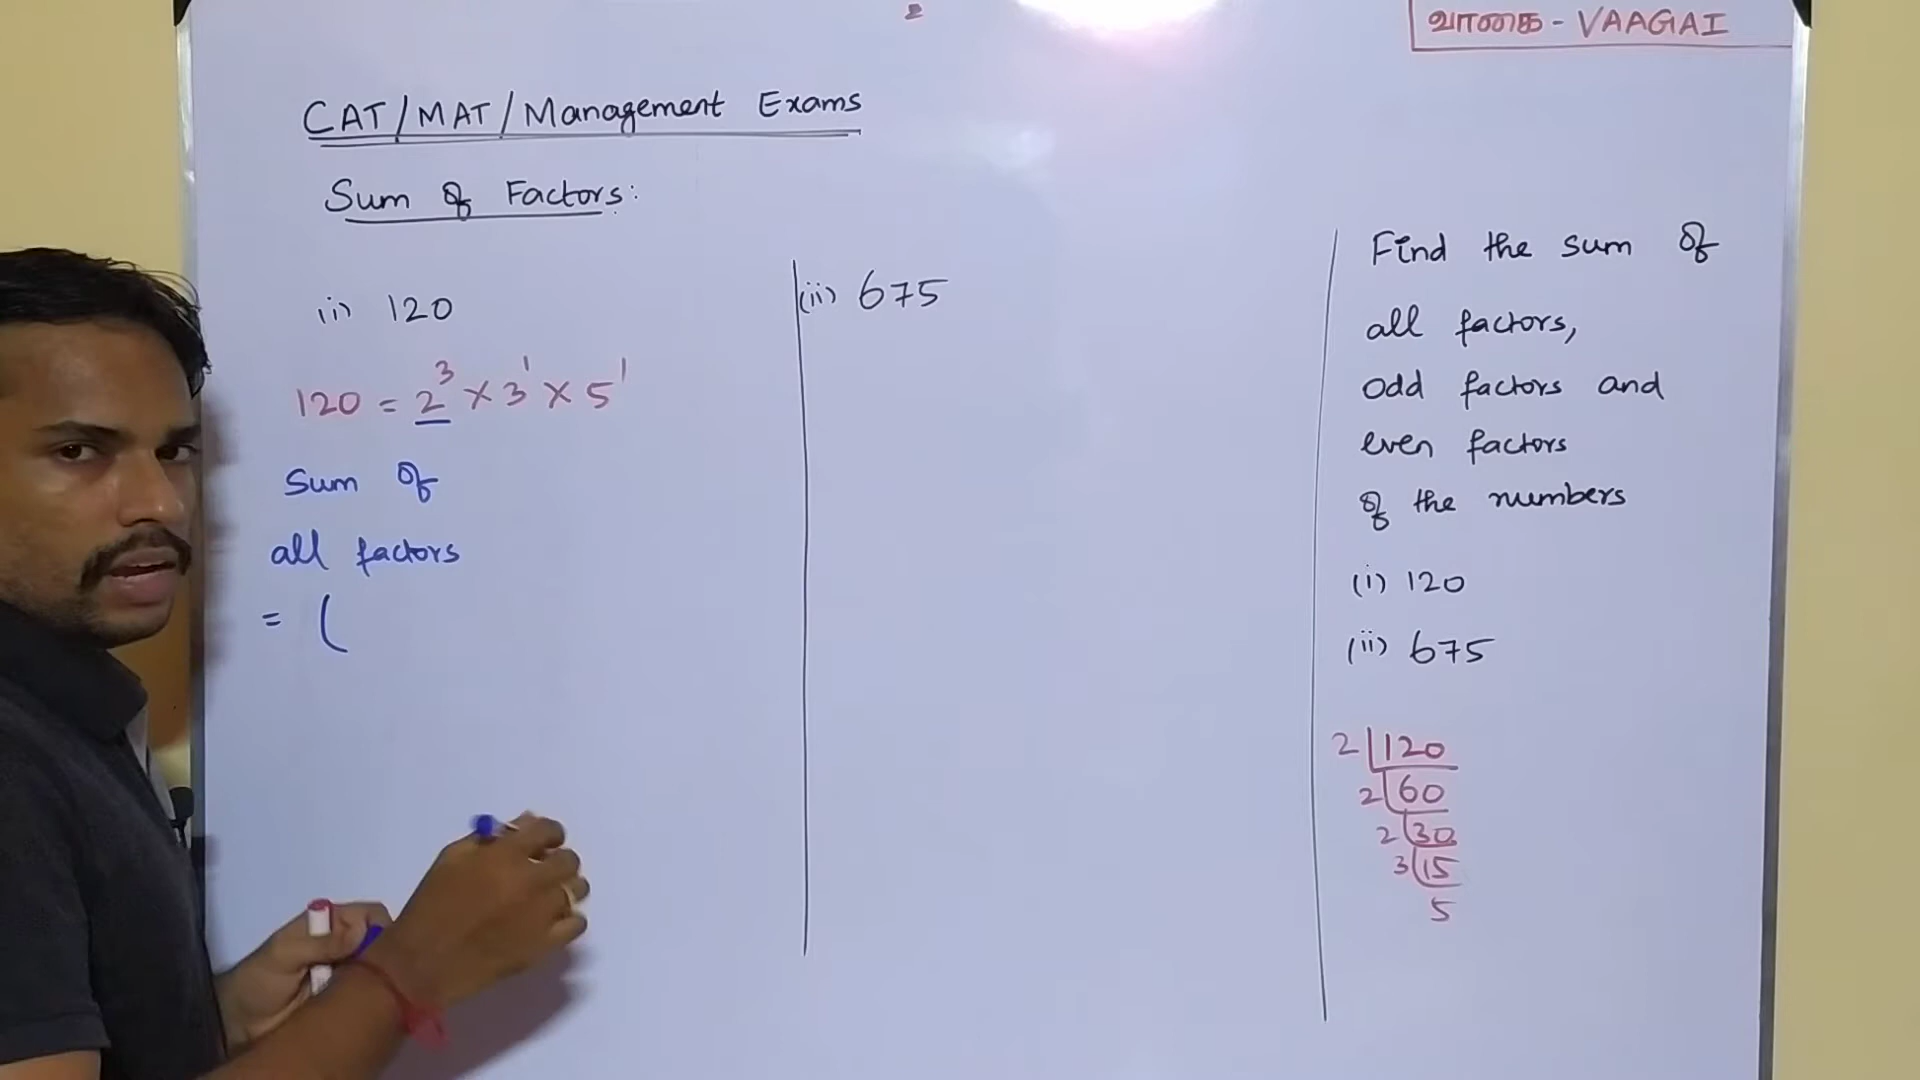 வாகை - VAAGAI
CAT/MAT/Management Exams
Sum of Factors:
(i) 120
120 = 2³ × 3¹ × 5¹
Sum of
all factors
= (
(ii) 675
Find the sum of
all factors,
odd factors and
even factors
of the numbers
(i) 120
(ii) 675
2 120
2 60
2 30
3 15
5